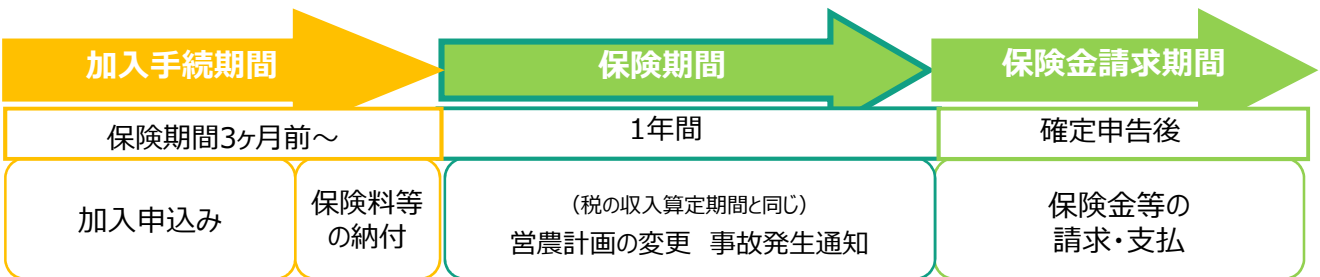 加入手続期間
保険期間
保険金請求期間
保険期間3ヶ月前～
1年間
確定申告後
加入申込み
保険料等
の納付
（税の収入算定期間と同じ）
営農計画の変更 事故発生通知
保険金等の
請求・支払